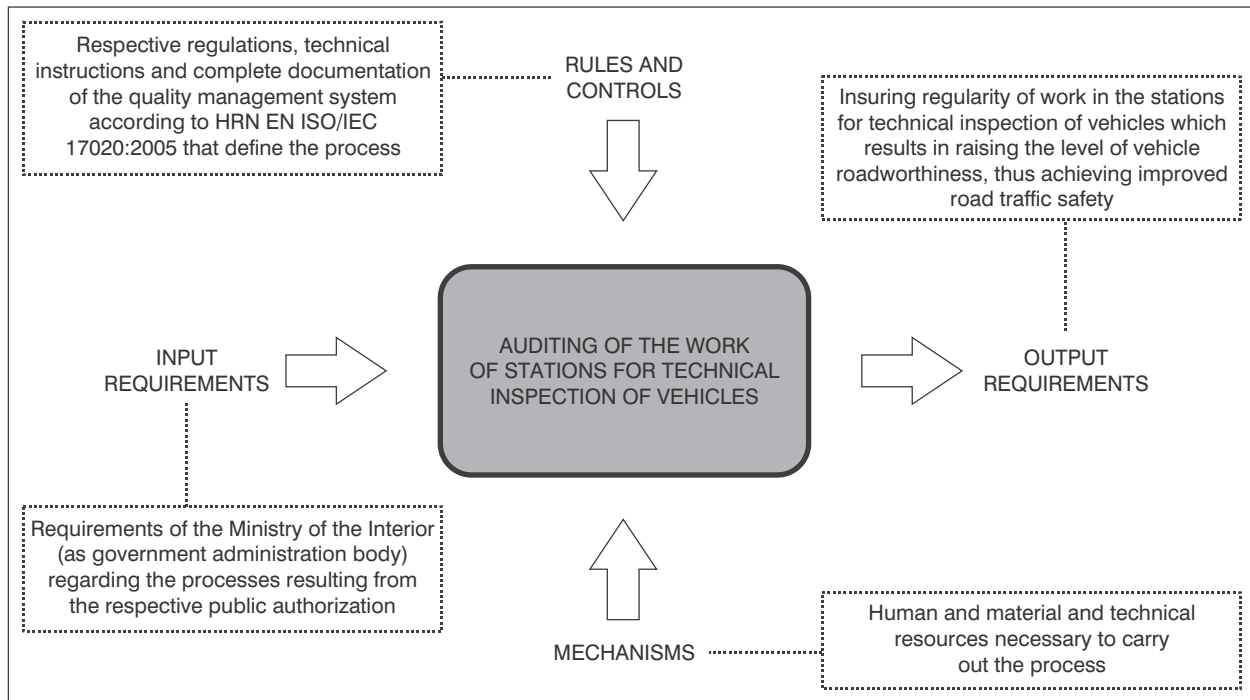 Respective regulations, technical
instructions and complete documentation
of the quality management system
according to HRN EN ISO/IEC
17020:2005 that define the process
RULES AND
CONTROLS
Insuring regularity of work in the stations
for technical inspection of vehicles which
results in raising the level of vehicle
roadworthiness, thus achieving improved
road traffic safety
INPUT
REQUIREMENTS
AUDITING OF THE WORK
OF STATIONS FOR TECHNICAL
INSPECTION OF VEHICLES
OUTPUT
REQUIREMENTS
Requirements of the Ministry of the Interior
(as government administration body)
regarding the processes resulting from
the respective public authorization
MECHANISMS
Human and material and technical
resources necessary to carry
out the process